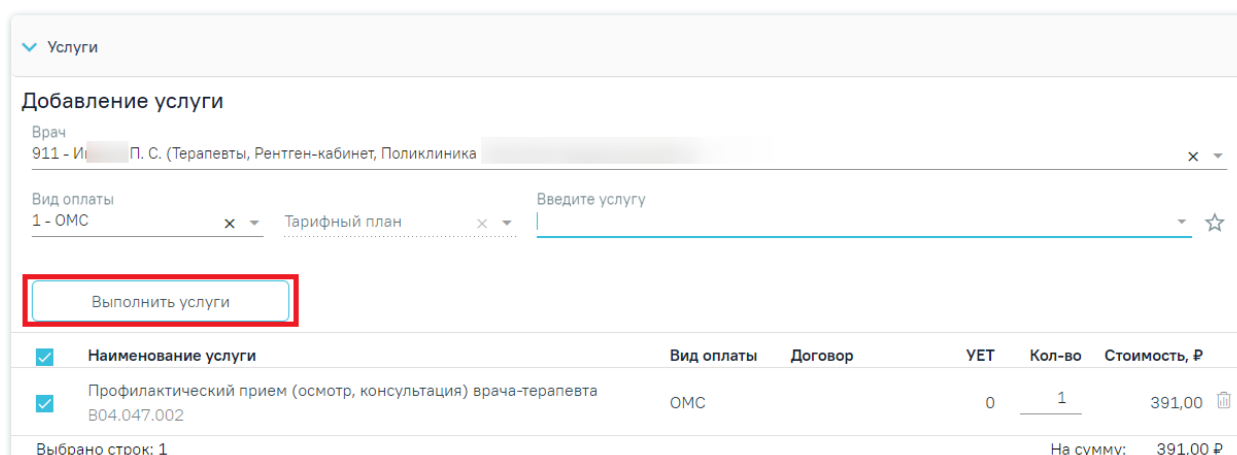 Услуги
Добавление услуги
Врач
911 - И П. С. (Терапевты, Рентген-кабинет, Поликлиника
Вид оплаты
Введите услугу
1 - ОМС
Тарифный план
Выполнить услуги
Наименование услуги Вид оплаты Договор УЕТ Кол-во Стоимость, ₽
Профилактический прием (осмотр, консультация) врача-терапевта
B04.047.002
ОМС 0 1 391,00
Выбрано строк: 1 На сумму: 391,00 ₽